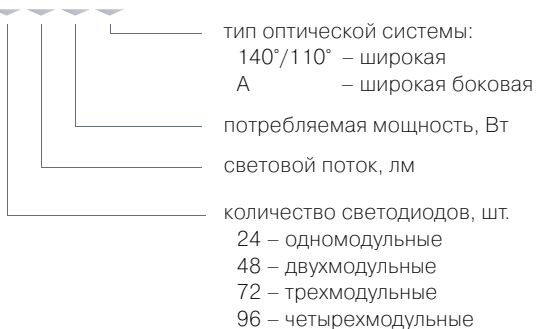 тип оптической системы:
140°/110° – широкая
А – широкая боковая
потребляемая мощность, Вт
световой поток, лм
количество светодиодов, шт.
24 – одномодульные
48 – двухмодульные
72 – трехмодульные
96 – четырехмодульные